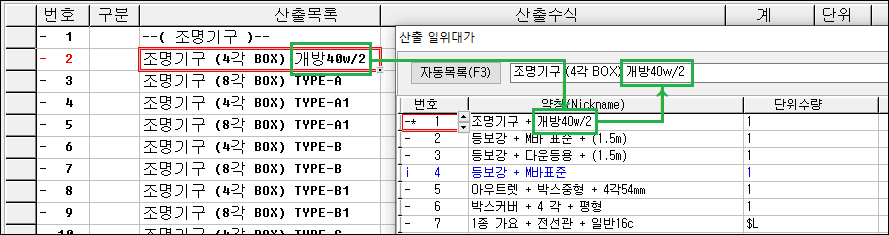 번호 구분 산출목록 산출수식 계 단위
- 1 --( 조명기구 )--
- 2 조명기구 (4각 BOX) 개방40w/2
- 3 조명기구 (8각 BOX) TYPE-A
- 4 조명기구 (4각 BOX) TYPE-A1
- 5 조명기구 (8각 BOX) TYPE-A1
- 6 조명기구 (4각 BOX) TYPE-B
- 7 조명기구 (8각 BOX) TYPE-B
- 8 조명기구 (4각 BOX) TYPE-B1
- 9 조명기구 (8각 BOX) TYPE-B1
10 조명기구 (4각 BOX) TYPE-C
산출 일위대가
자동목록(F3) 조명기구 (4각 BOX) 개방40w/2
번호 약칭(Nickname) 단위수량
-* 1 조명기구 + 개방40w/2 1
- 2 등보강 + M바 표준 + (1.5m) 1
- 3 등보강 + 다운등용 + (1.5m) 1
i 4 등보강 + M바표준 1
- 5 아우트렛 + 박스중형 + 4각54mm 1
- 6 박스커버 + 4 각 + 평형 1
- 7 1종 가요 + 전선관 + 일반16c $L